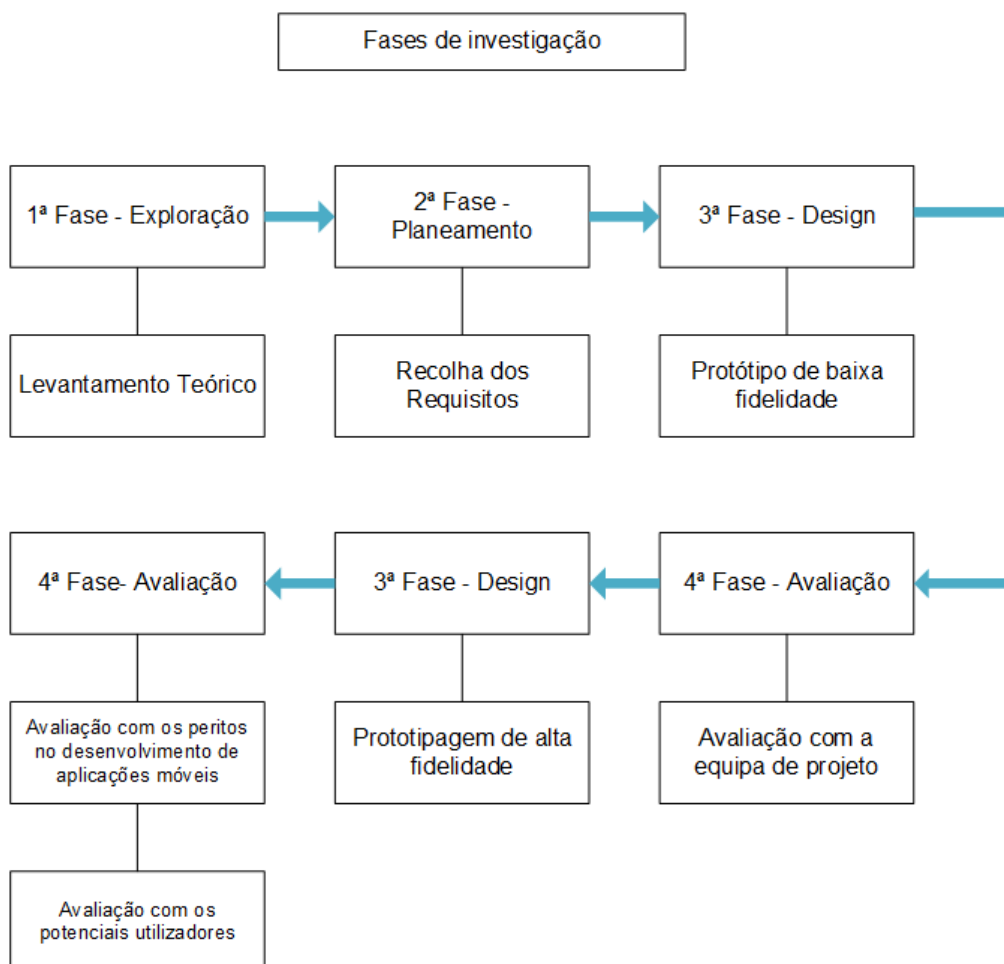 Fases de investigação
1ª Fase - Exploração
2ª Fase -
Planeamento
3ª Fase - Design
Levantamento Teórico
Recolha dos
Requisitos
Protótipo de baixa
fidelidade
4ª Fase- Avaliação
3ª Fase - Design
4ª Fase - Avaliação
Avaliação com os peritos
no desenvolvimento de
aplicações móveis
Prototipagem de alta
fidelidade
Avaliação com a
equipa de projeto
Avaliação com os
potenciais utilizadores